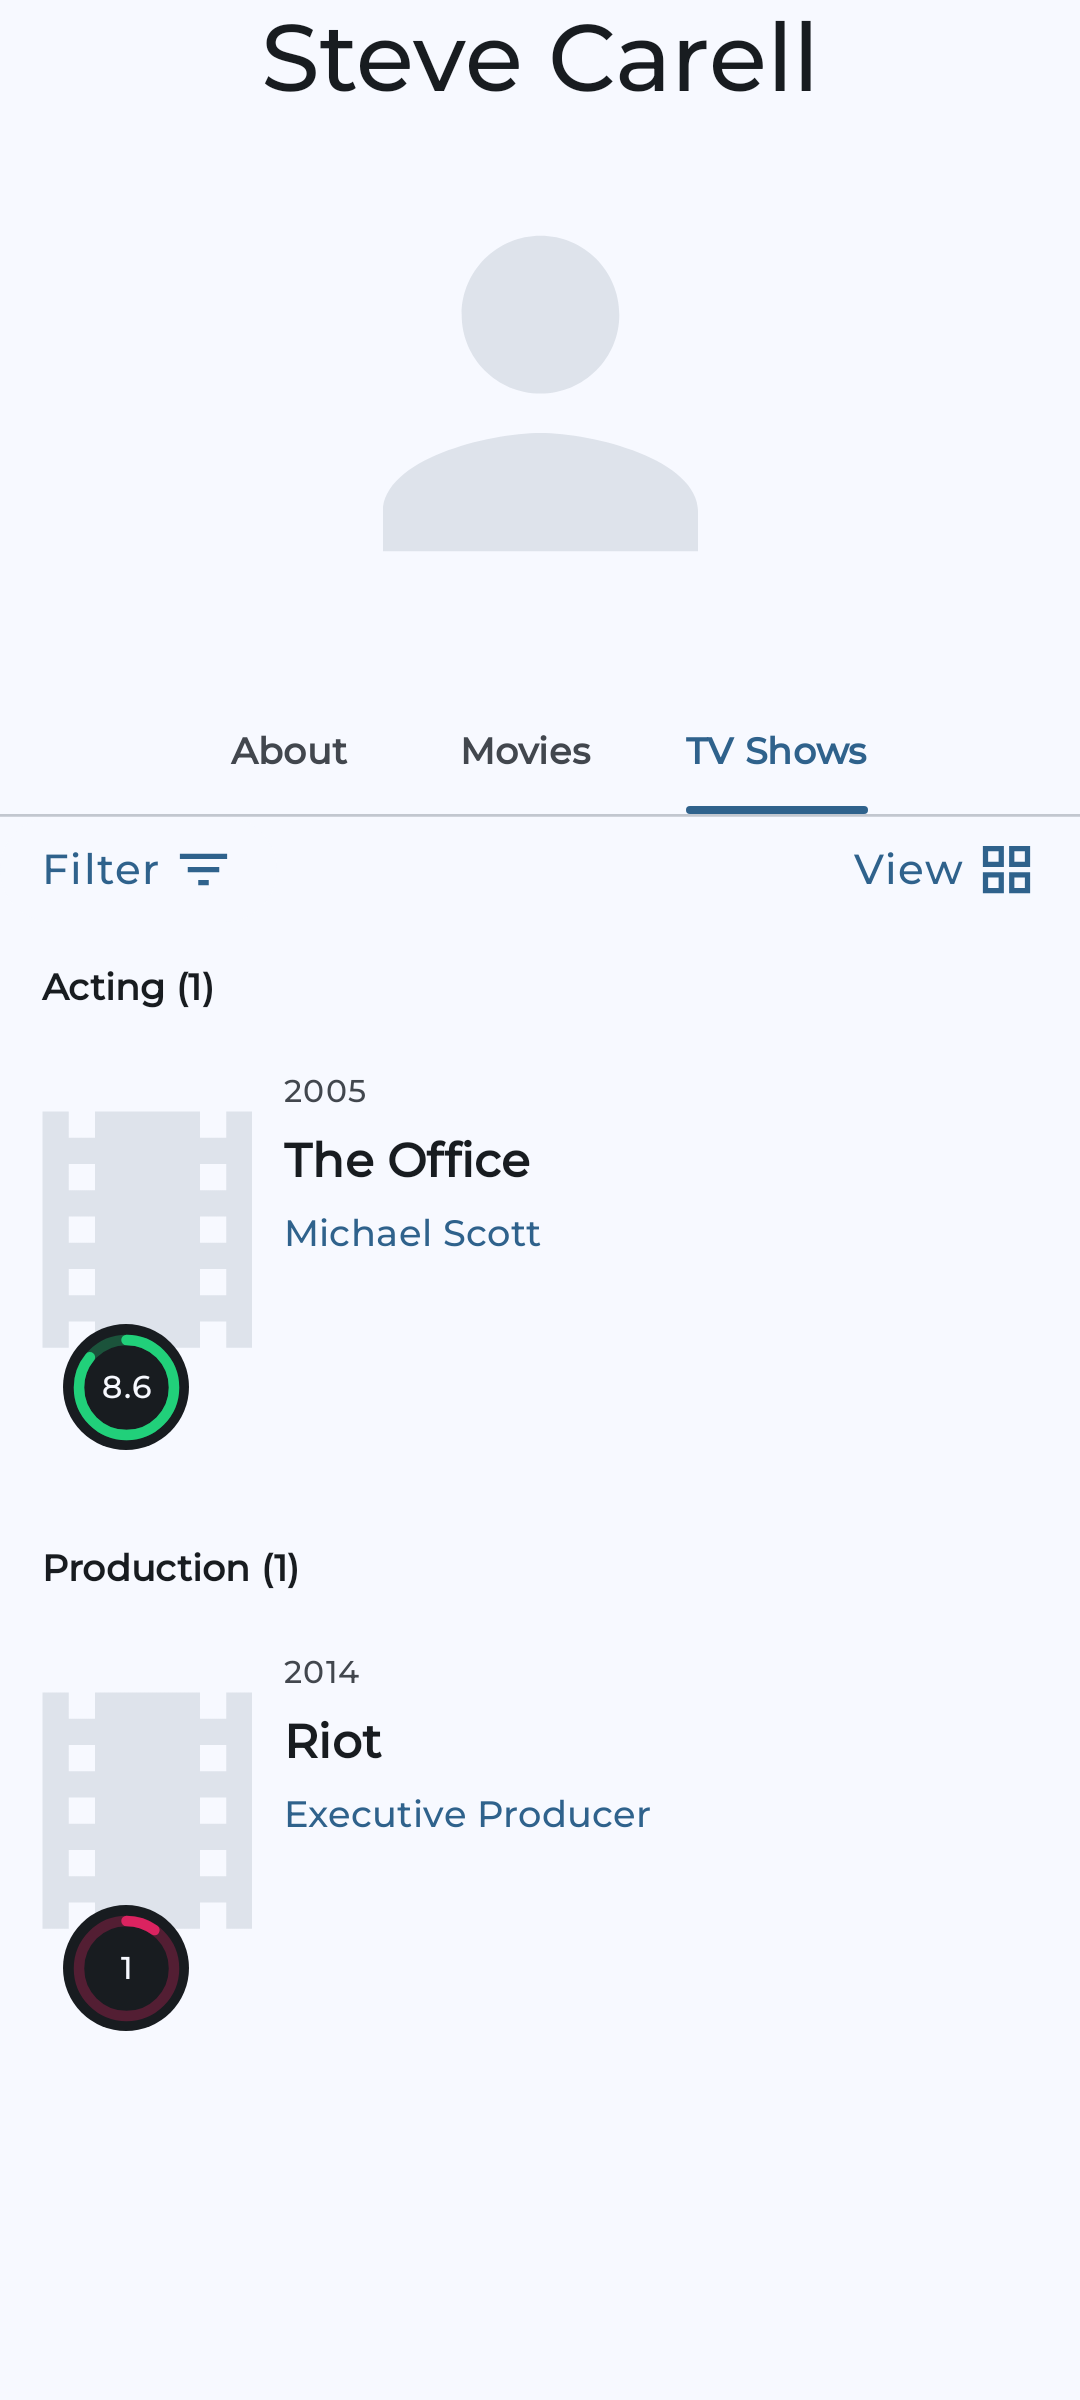 Steve Carell
About Movies TV Shows
Filter View
Acting (1)
2005
The Office
Michael Scott
8.6
Production (1)
2014
Riot
Executive Producer
1